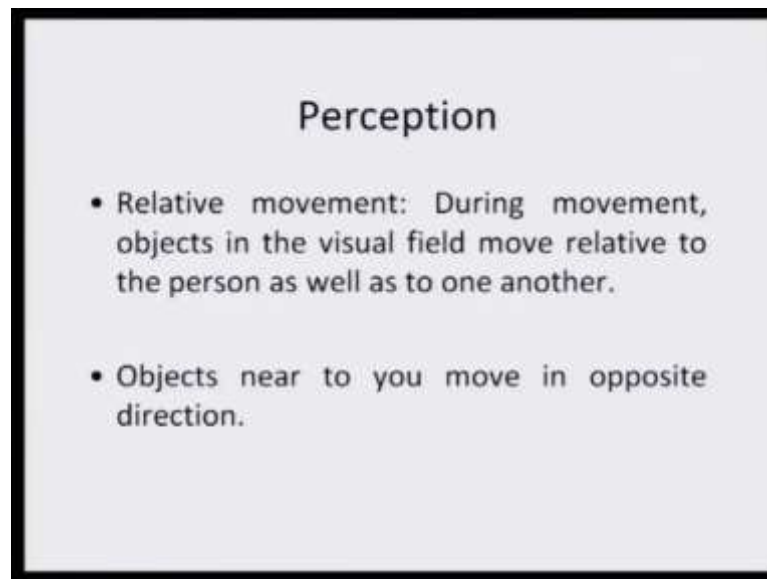 Perception
• Relative movement: During movement,
objects in the visual field move relative to
the person as well as to one another.
• Objects near to you move in opposite
direction.